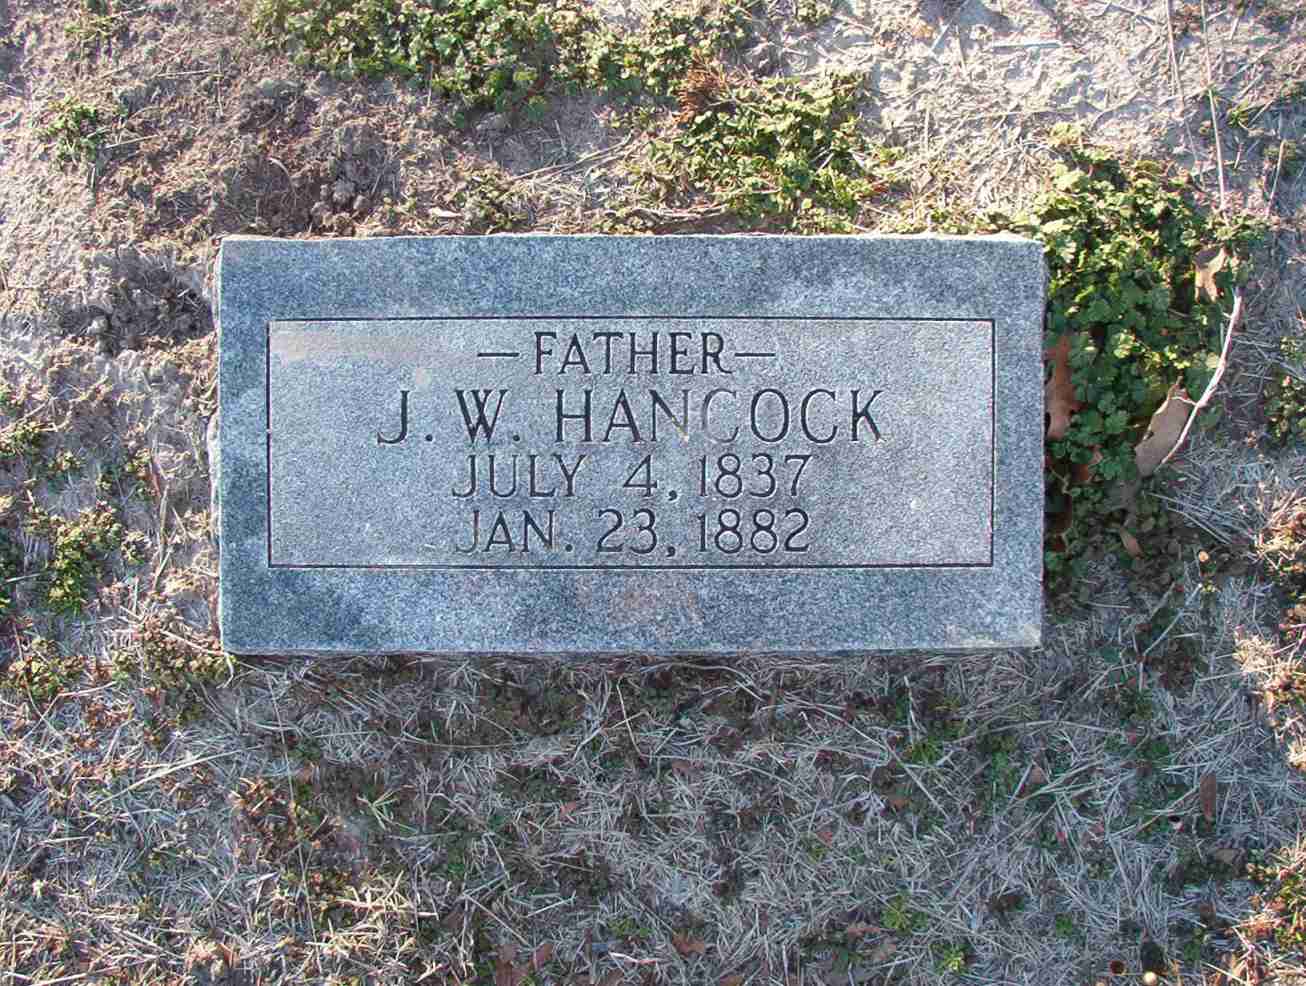 —FATHER—
J. W. HANCOCK
JULY 4, 1837
JAN. 23, 1882